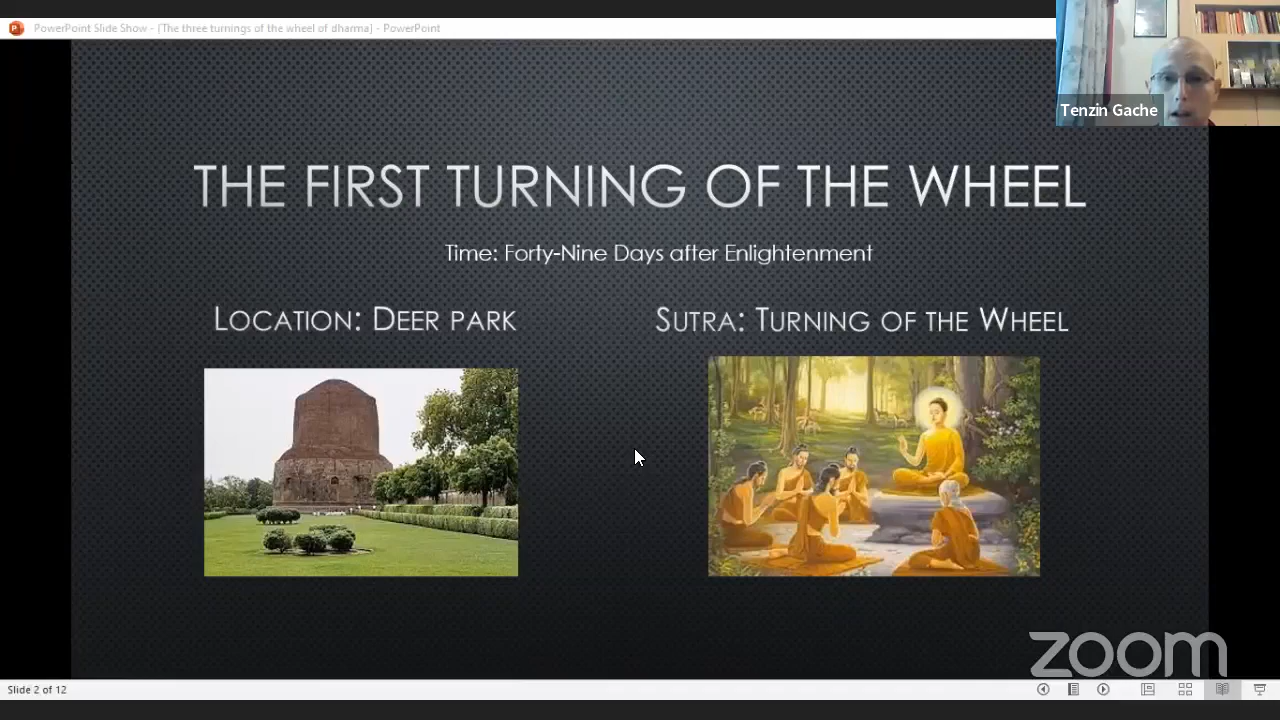 PowerPoint Slide Show - [The three turnings of the wheel of dharma] - PowerPoint
Tenzin Gache
THE FIRST TURNING OF THE WHEEL
Time: Forty-Nine Days after Enlightenment
LOCATION: DEER PARK
SUTRA: TURNING OF THE WHEEL
zoom
Slide 2 of 12